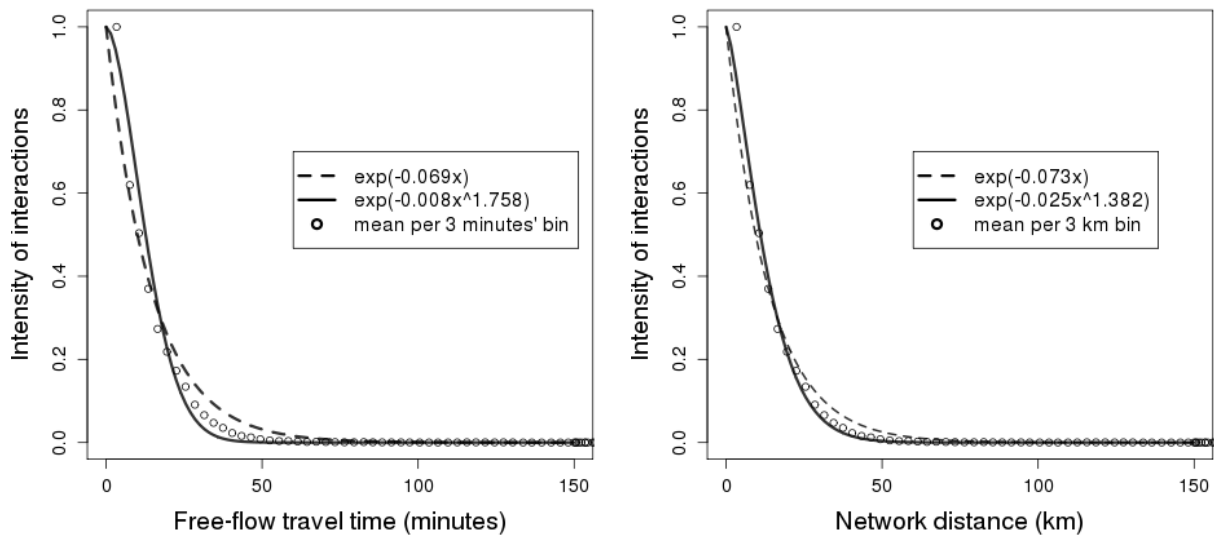 Intensity of interactions
1.0
0.8
0.6
0.4
0.2
0.0
exp(-0.069x)
exp(-0.008x^1.758)
mean per 3 minutes' bin
0 50 100 150
Free-flow travel time (minutes)
Intensity of interactions
1.0
0.8
0.6
0.4
0.2
0.0
exp(-0.073x)
exp(-0.025x^1.382)
mean per 3 km bin
0 50 100 150
Network distance (km)